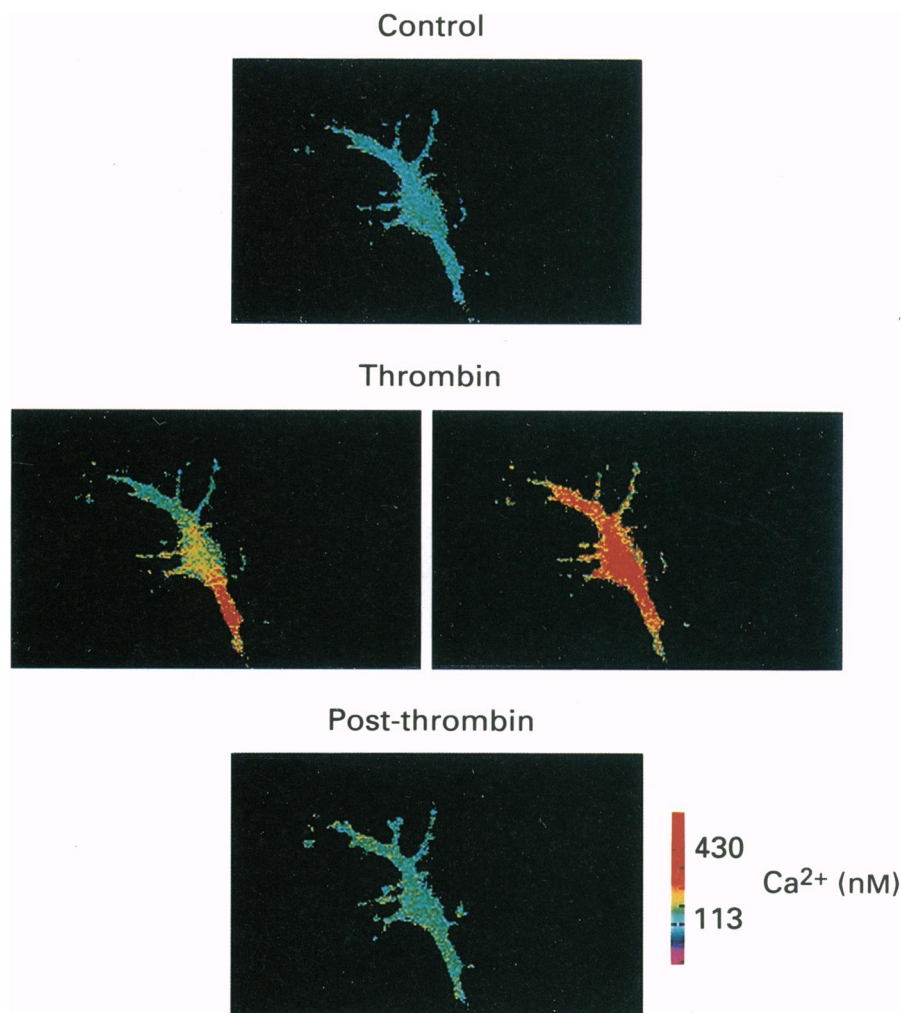 Control
Thrombin
Post-thrombin
430
Ca2+ (nM)
113